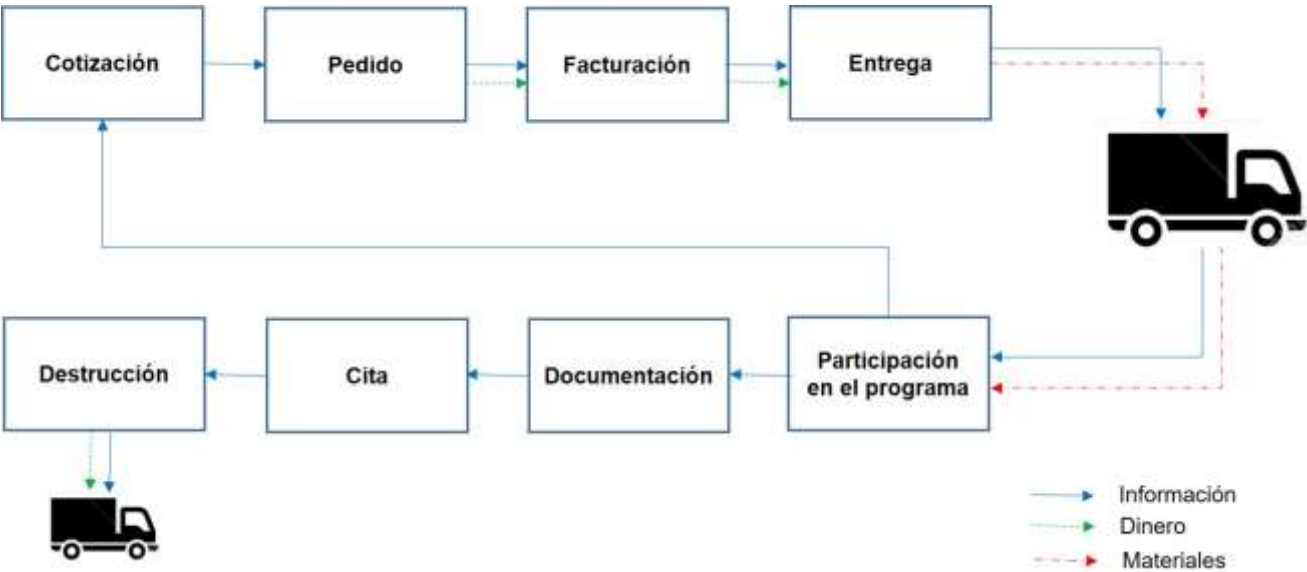 Cotización
Pedido
Facturación
Entrega
Destrucción
Cita
Documentación
Participación
en el programa
Información
Dinero
Materiales